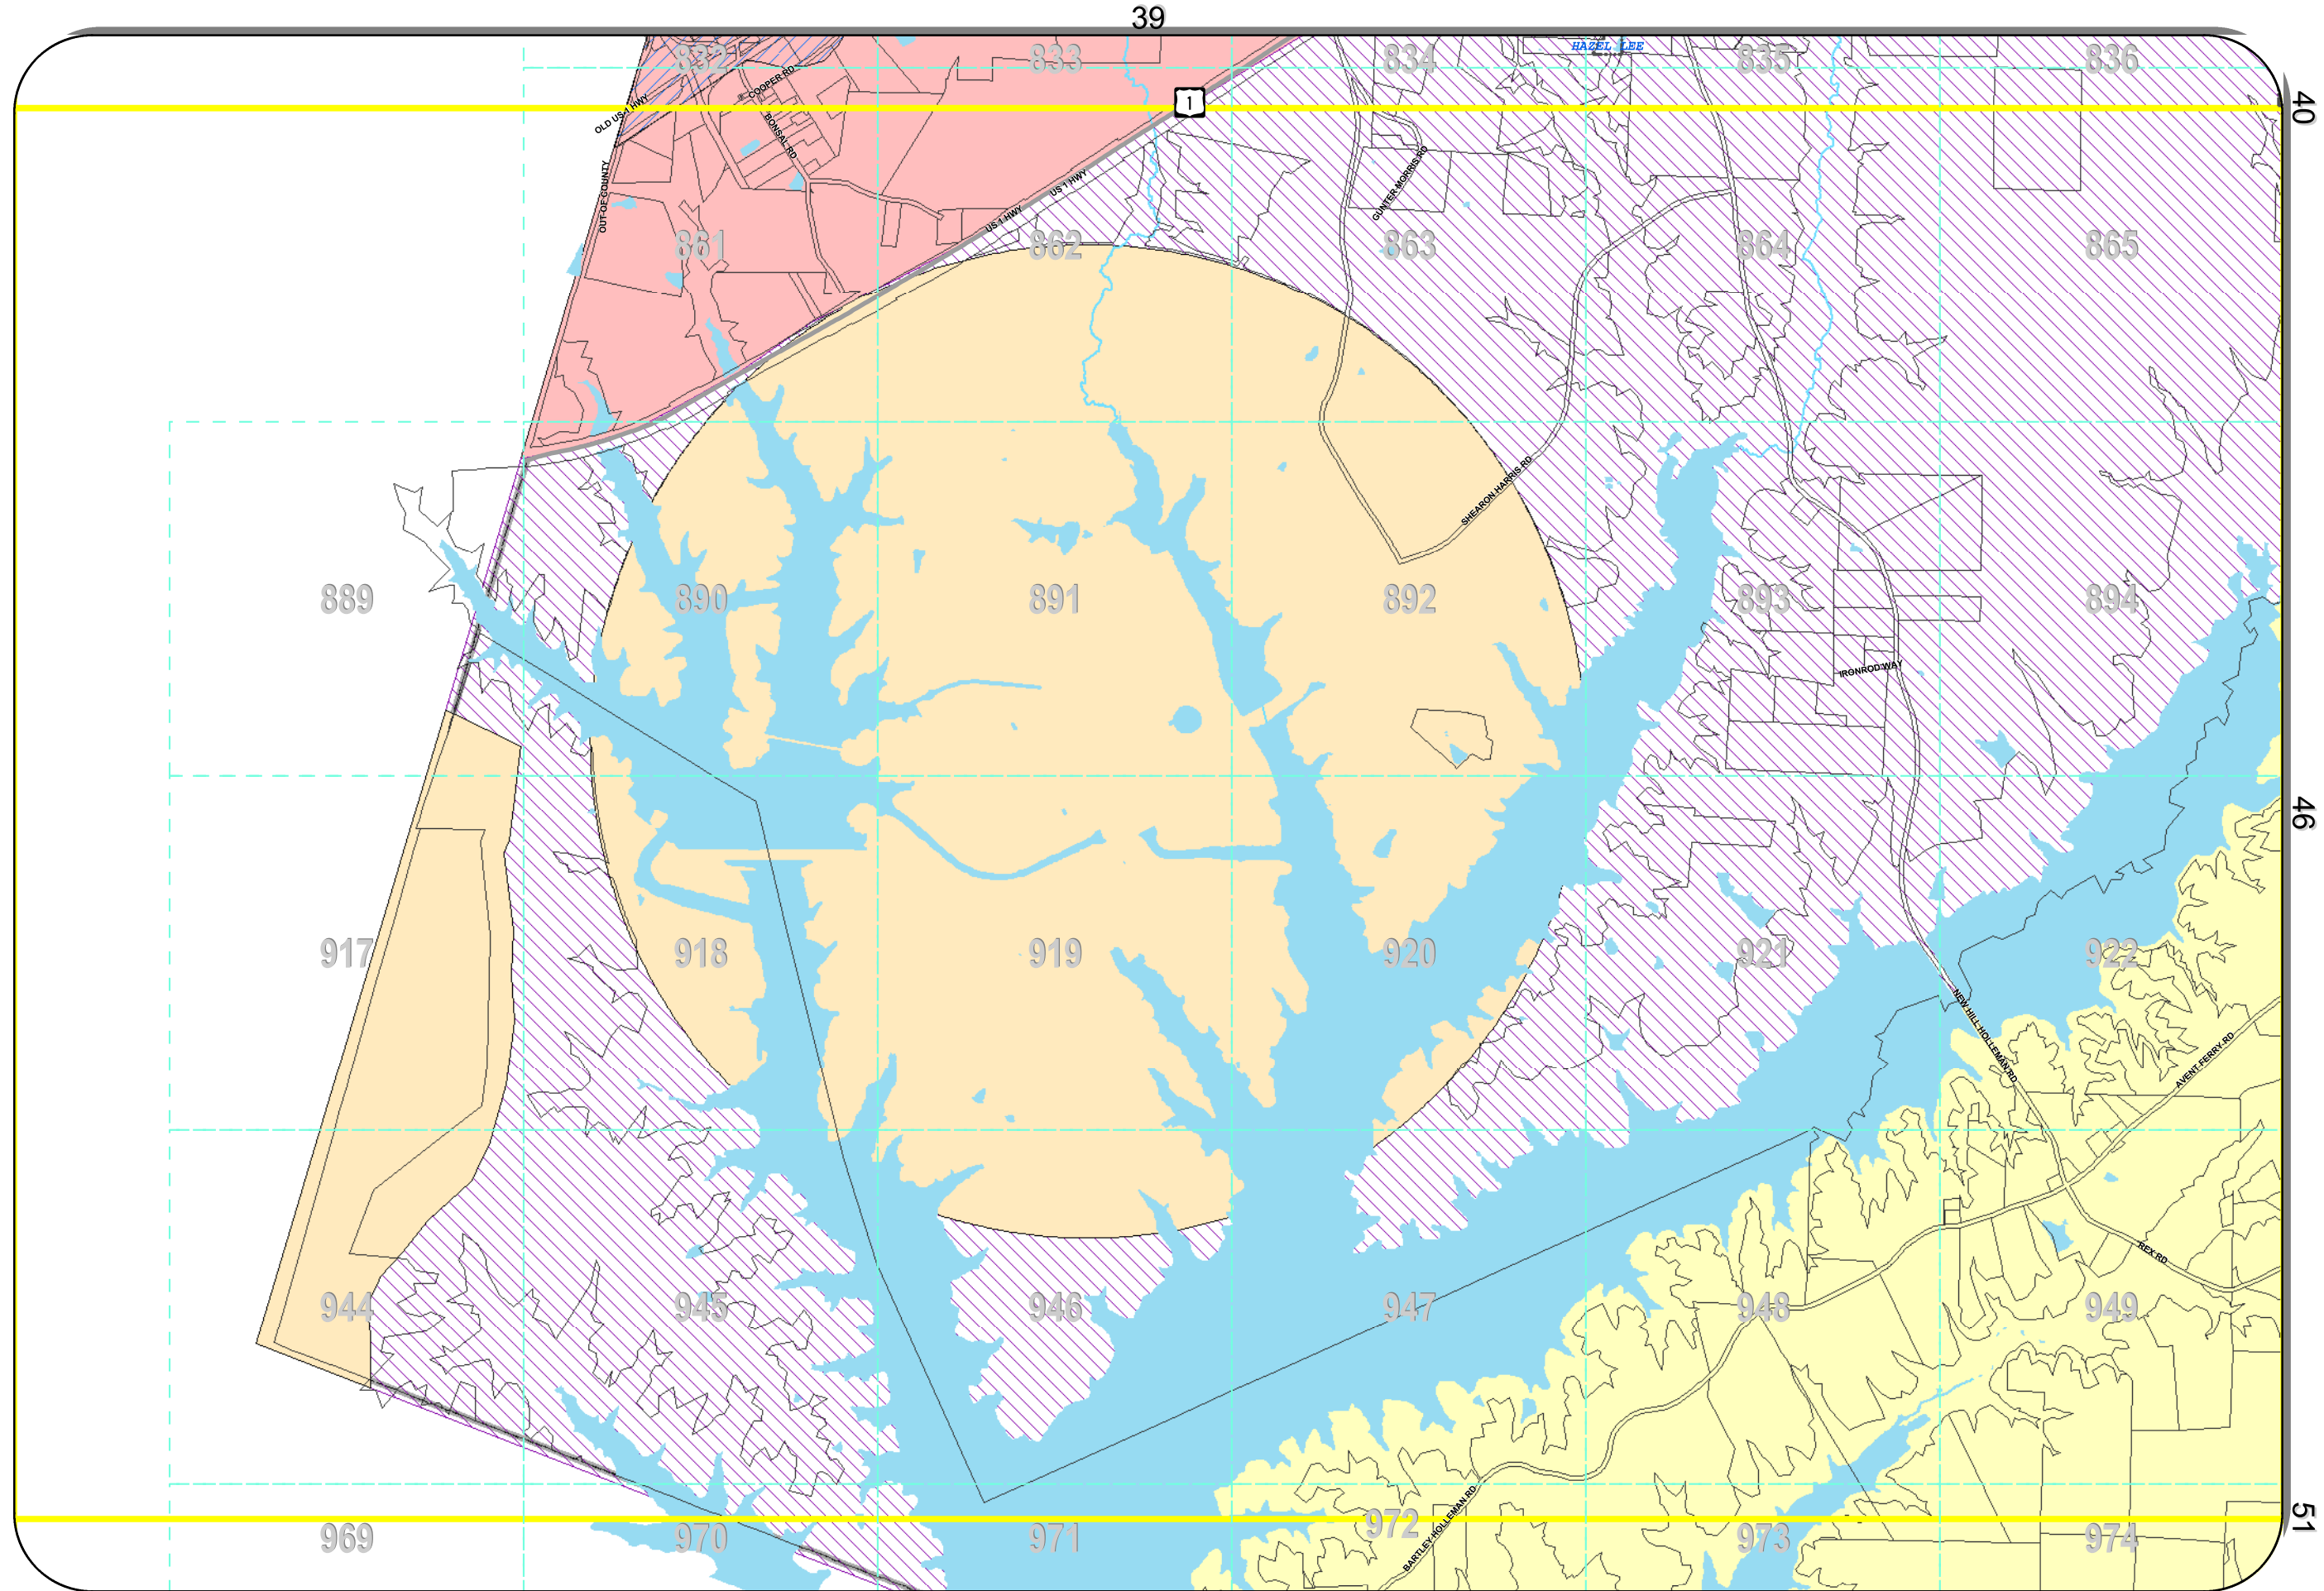 39
HAZEL LEE
832
833
834
835
836
COOPER RD
OLD US 1 HWY
1
40
BONSAL RD
OUT OF COUNTY
US 1 HWY
US 1 HWY
GUNTER MORRIS RD
861
862
863
864
865
SHEARON HARRIS RD
889
890
891
892
893
894
IRONROD WAY
46
917
918
919
920
921
922
NEW HILL HOLLEMAN RD
AVENT FERRY RD
REX RD
944
945
946
947
948
949
BARTLEY HOLLEMAN RD
51
969
970
971
972
973
974